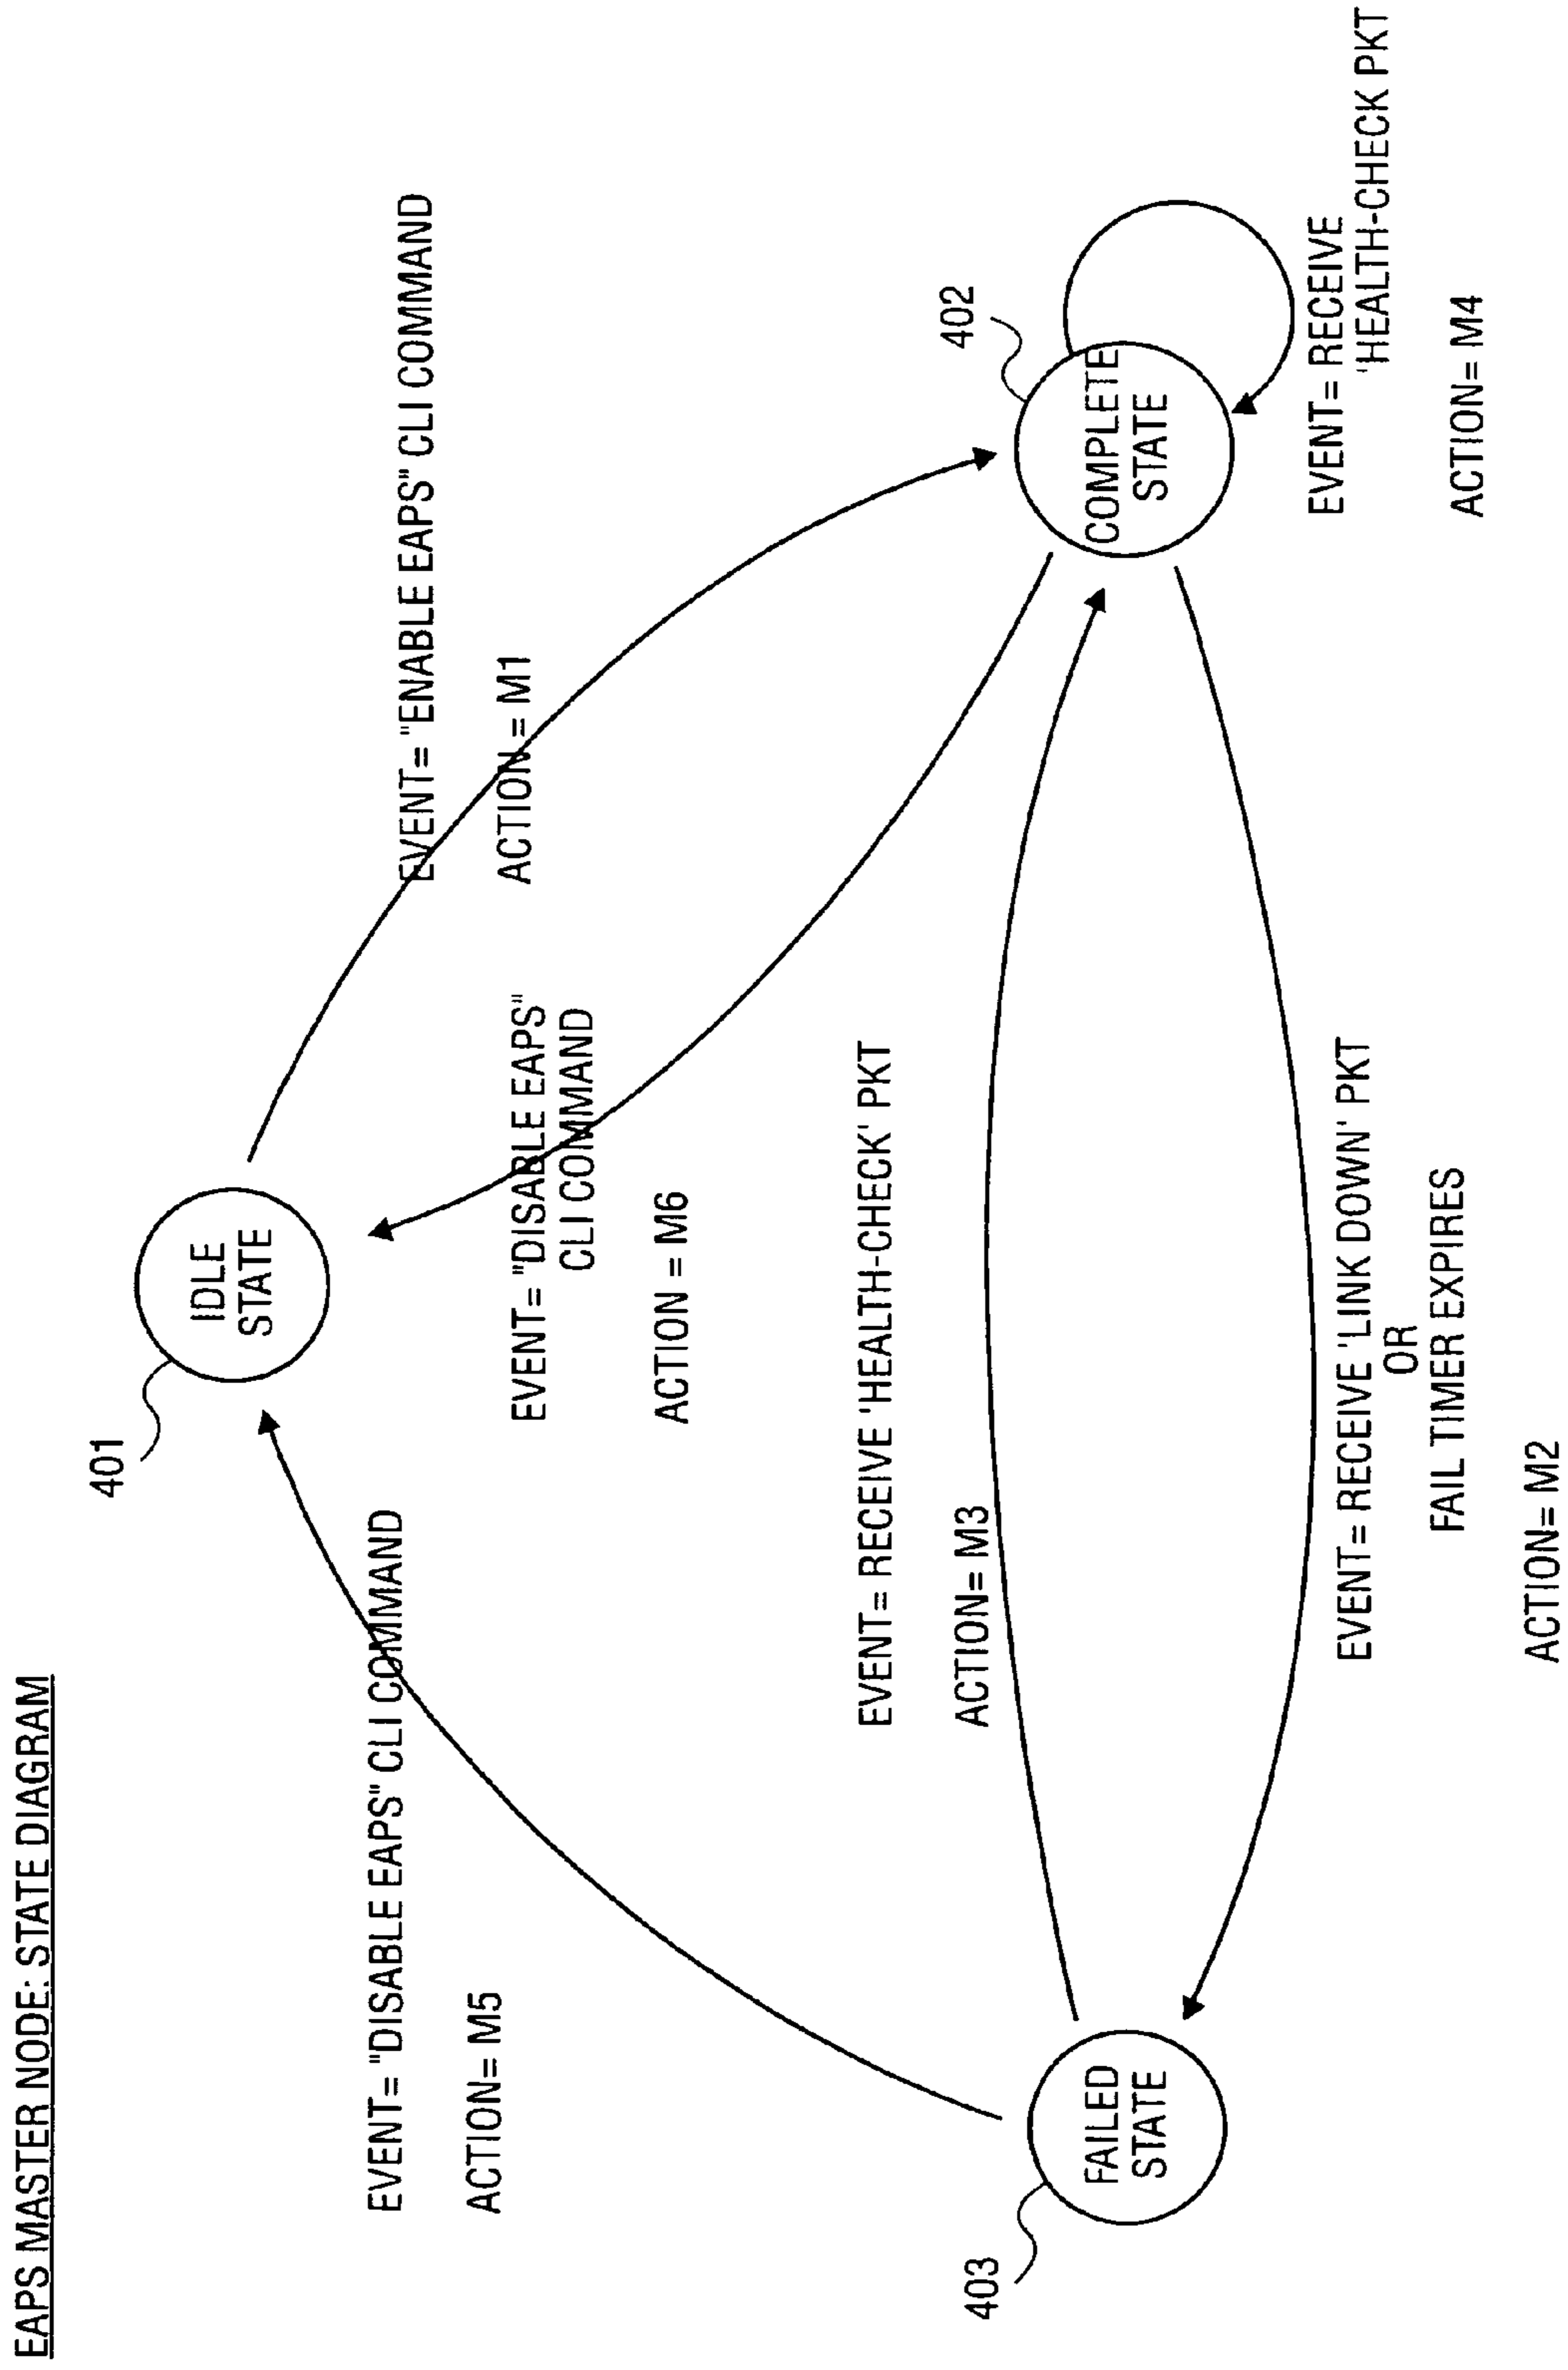 EAPS MASTER NODE: STATE DIAGRAM
401
IDLE
STATE
EVENT= "ENABLE EAPS" CLI COMMAND
ACTION = M1
EVENT= "DISABLE EAPS" CLI COMMAND
ACTION= M5
EVENT= "DISABLE EAPS"
CLI COMMAND
ACTION = M6
402
COMPLETE
STATE
EVENT= RECEIVE
'HEALTH-CHECK PKT
ACTION= M4
EVENT= RECEIVE 'HEALTH-CHECK' PKT
ACTION= M3
403
FAILED
STATE
EVENT= RECEIVE 'LINK DOWN' PKT
OR
FAIL TIMER EXPIRES
ACTION= M2